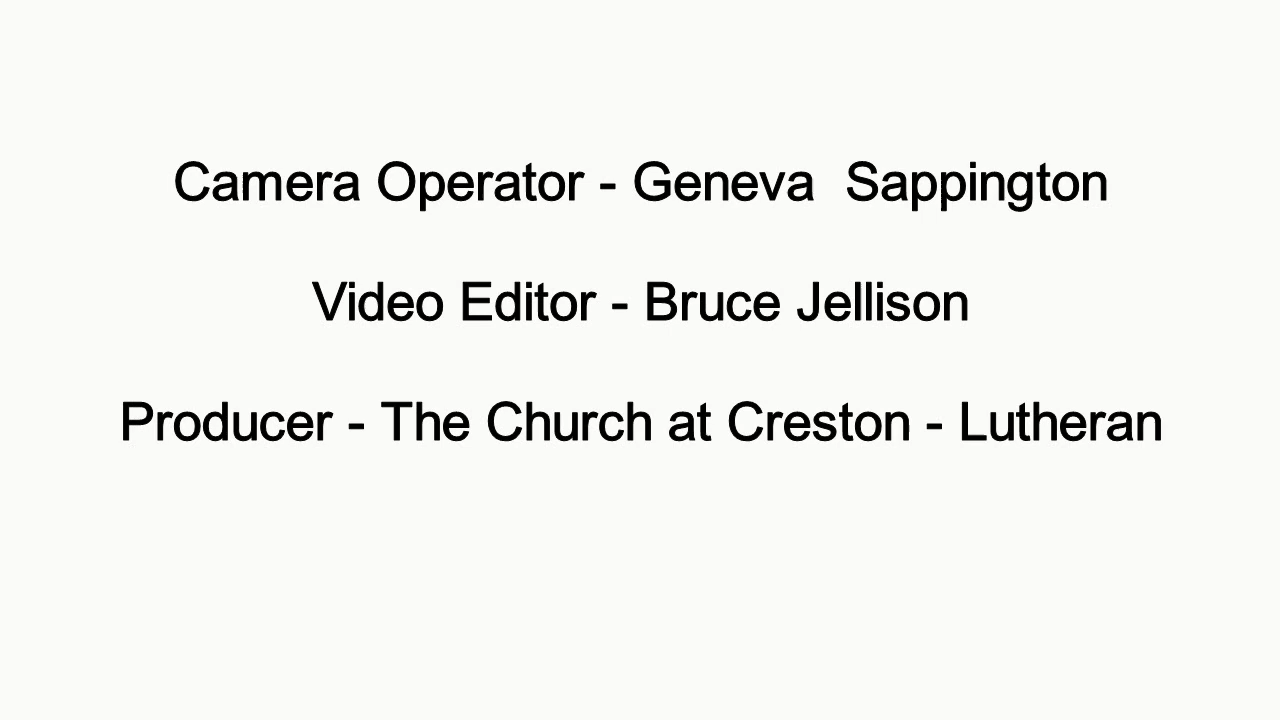 Camera Operator - Geneva  Sappington
Video Editor - Bruce Jellison
Producer - The Church at Creston - Lutheran